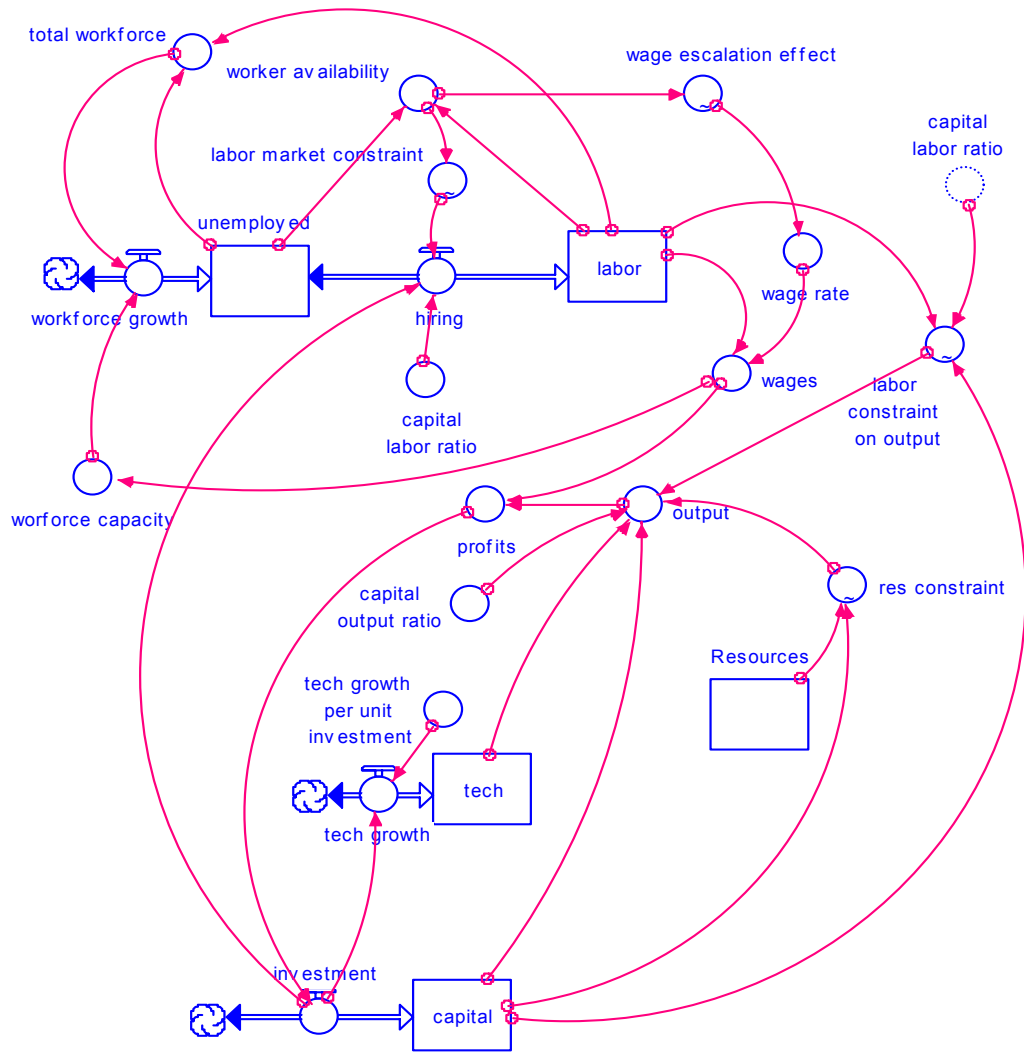 total workforce
worker availability
wage escalation effect
capital
labor ratio
labor market constraint
unemployed
labor
workforce growth
hiring
wage rate
capital
labor ratio
wages
labor
constraint
on output
worforce capacity
profits
output
capital
output ratio
res constraint
Resources
tech growth
per unit
investment
tech
tech growth
investment
capital
~
~
~
~